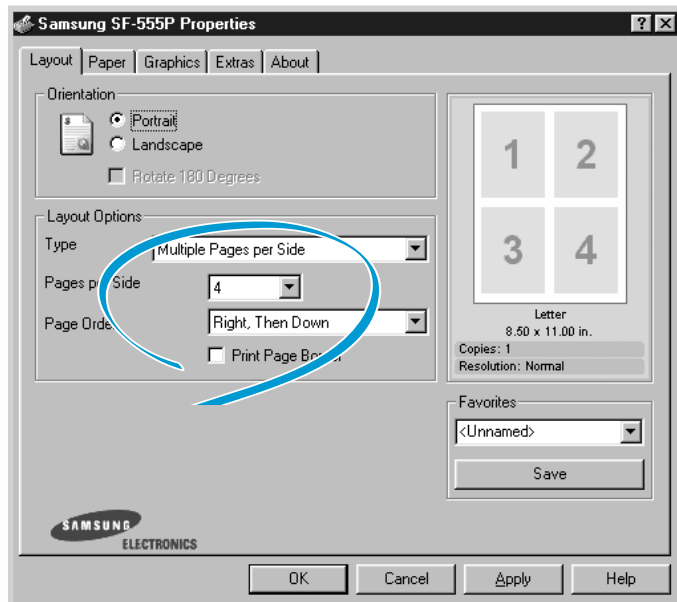 Samsung SF-555P Properties
Layout Paper Graphics Extras About
Orientation
Portrait
Landscape
Rotate 180 Degrees
Layout Options
Type Multiple Pages per Side
Pages per Side 4
Page Order Right, Then Down
Print Page Border
1 2
3 4
Letter
8.50 x 11.00 in.
Copies: 1
Resolution: Normal
Favorites
<Unnamed>
Save
SAMSUNG
ELECTRONICS
OK Cancel Apply Help